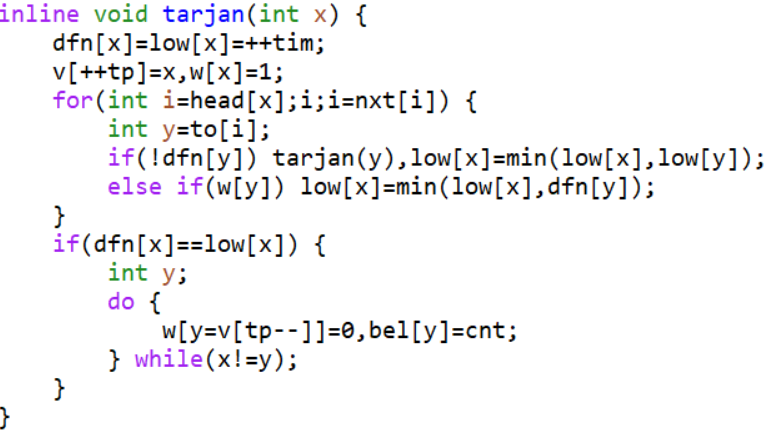 inline void tarjan(int x) {
    dfn[x]=low[x]=++tim;
    v[++tp]=x,w[x]=1;
    for(int i=head[x];i;i=nxt[i]) {
        int y=to[i];
        if(!dfn[y]) tarjan(y),low[x]=min(low[x],low[y]);
        else if(w[y]) low[x]=min(low[x],dfn[y]);
    }
    if(dfn[x]==low[x]) {
        int y;
        do {
            w[y=v[tp--]]=0,bel[y]=cnt;
        } while(x!=y);
    }
}